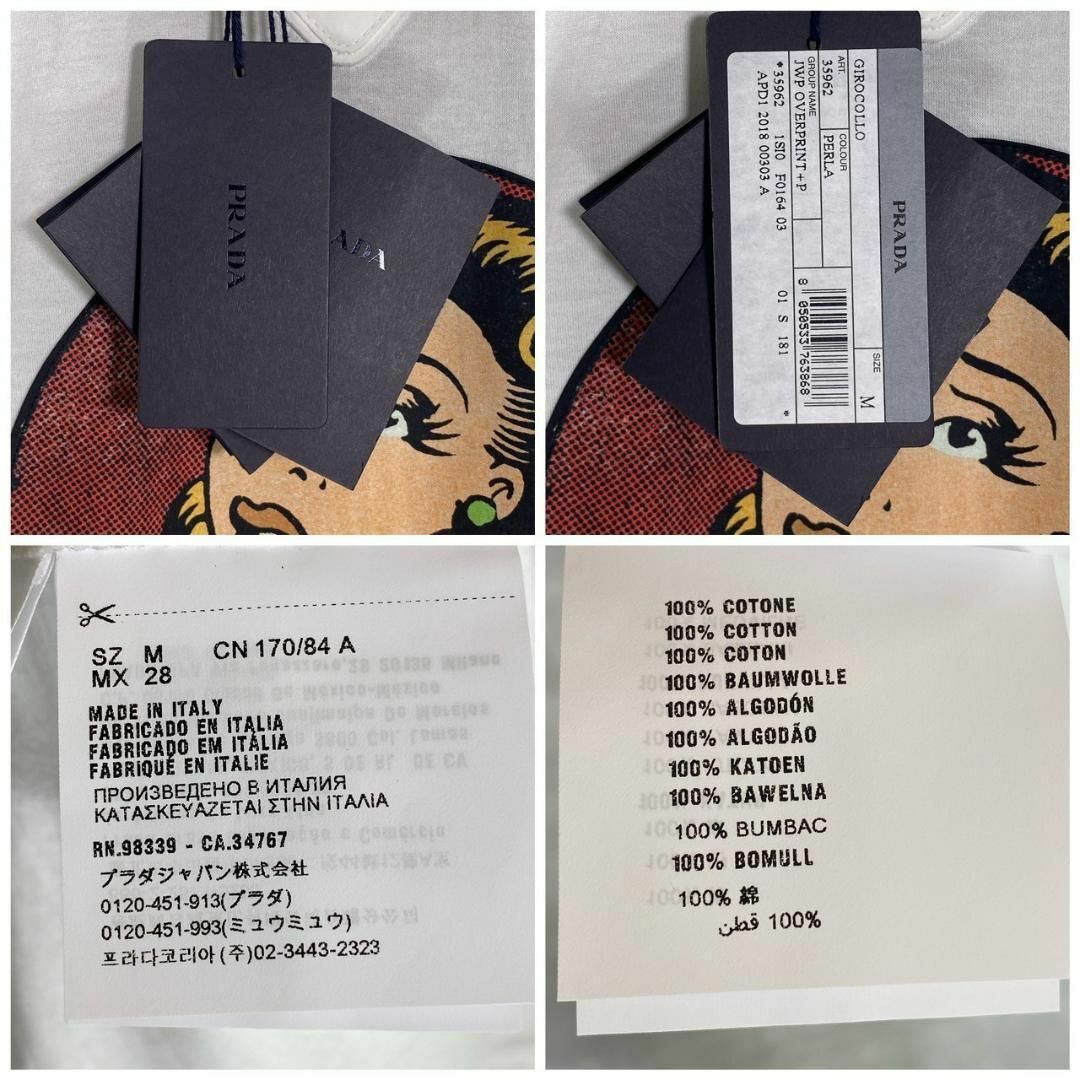 PRADA
ADA
PRADA
GIROCOLLO
ART.
35962
COLOUR
PERLA
SIZE
M
GROUP NAME
JWP OVERPRINT+P
8 050533 763868
*35962 1SI0 F0164 03 01 S 181 *
APD1 2018 00303 A
SZ M CN 170/84 A
MX 28
MADE IN ITALY
FABRICADO EN ITALIA
FABRICADO EM ITÁLIA
FABRIQUÉ EN ITALIE
ПРОИЗВЕДЕНО В ИТАЛИЯ
ΚΑΤΑΣΚΕΥΑΖΕΤΑΙ ΣΤΗΝ ΙΤΑΛΙΑ
RN.98339 - CA.34767
プラダジャパン株式会社
0120-451-913(プラダ)
0120-451-993(ミュウミュウ)
프라다코리아(주)02-3443-2323
100% COTONE
100% COTTON
100% COTON
100% BAUMWOLLE
100% ALGODÓN
100% ALGODÃO
100% KATOEN
100% BAWELNA
100% BUMBAC
100% BOMULL
100% 綿
100% قطن